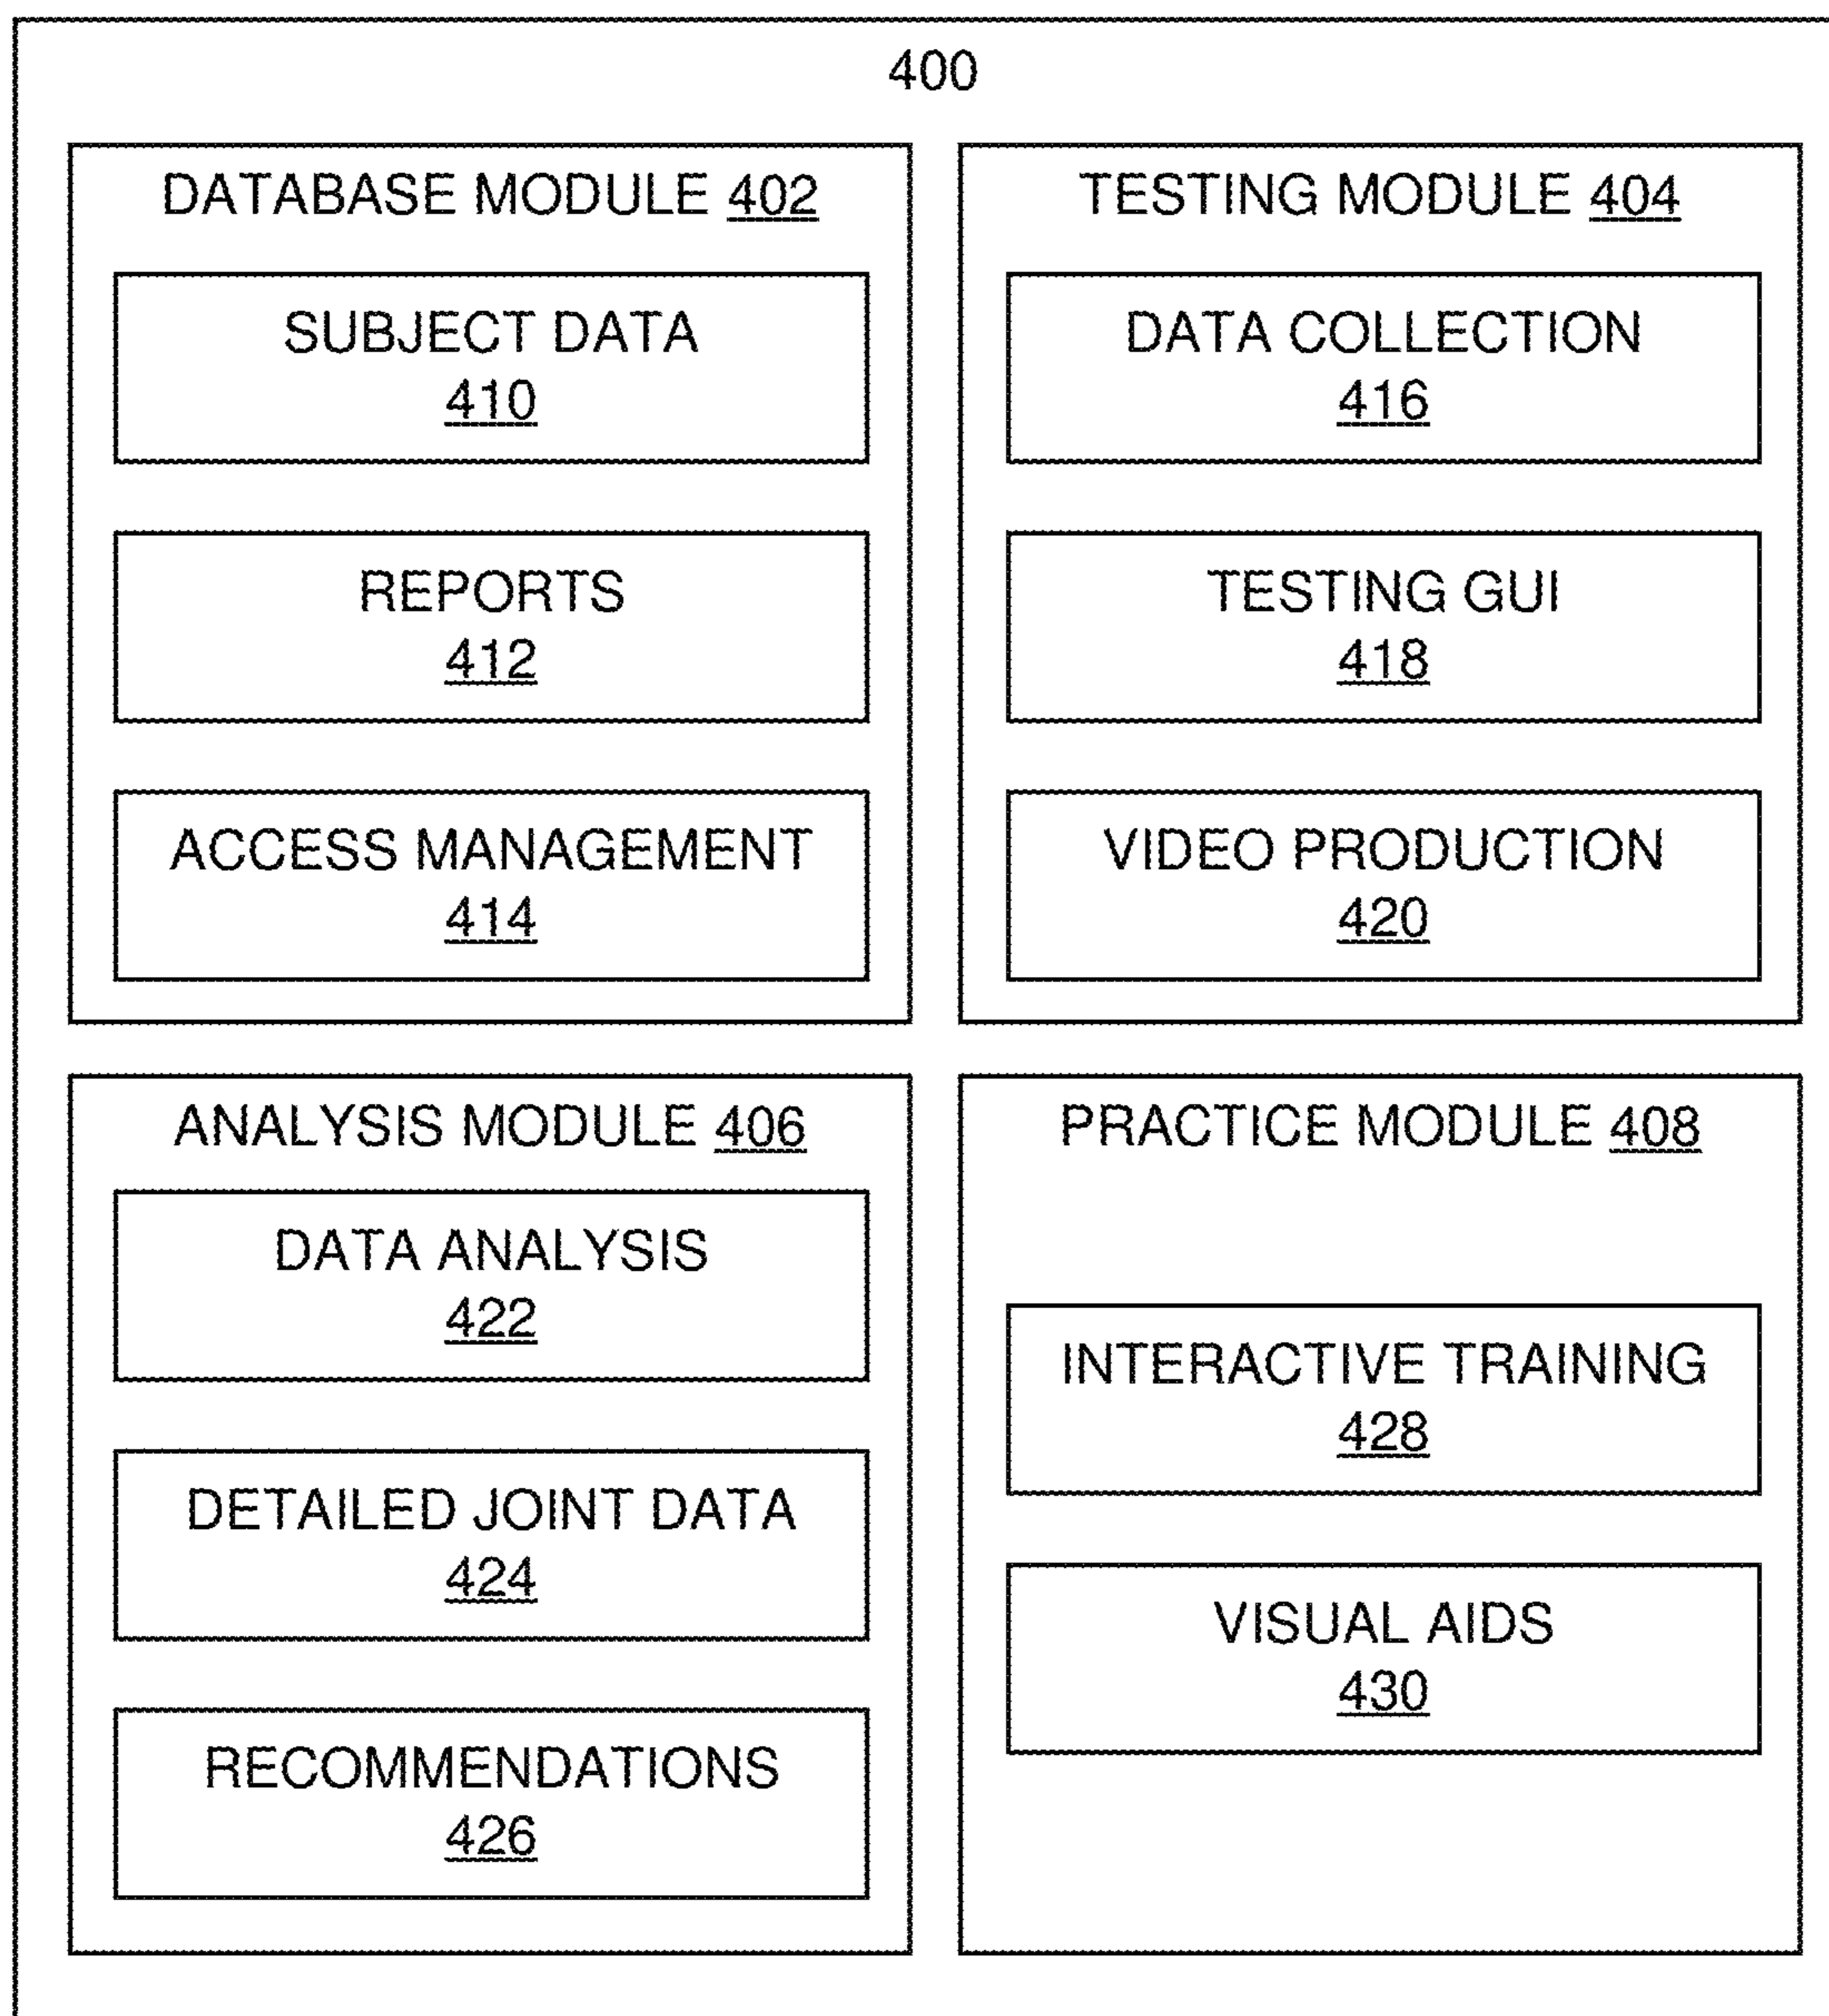 400
DATABASE MODULE 402
SUBJECT DATA
410
REPORTS
412
ACCESS MANAGEMENT
414
TESTING MODULE 404
DATA COLLECTION
416
TESTING GUI
418
VIDEO PRODUCTION
420
ANALYSIS MODULE 406
DATA ANALYSIS
422
DETAILED JOINT DATA
424
RECOMMENDATIONS
426
PRACTICE MODULE 408
INTERACTIVE TRAINING
428
VISUAL AIDS
430